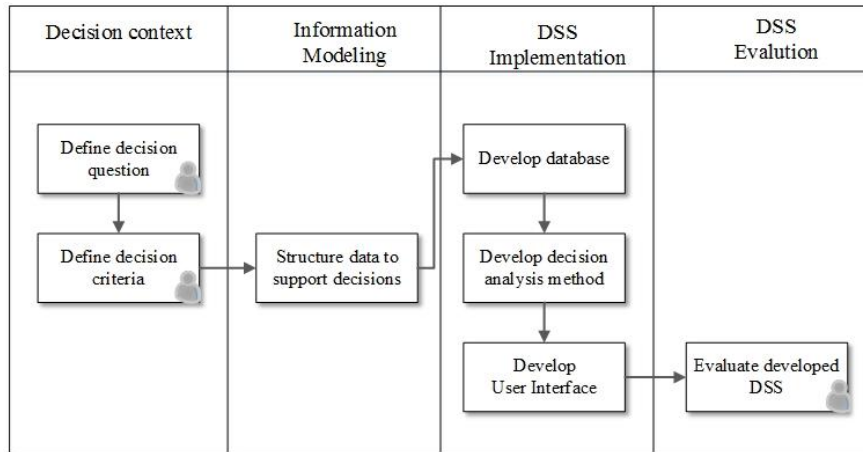 Decision context
Information
Modeling
DSS
Implementation
DSS
Evalution
Define decision
question
Define decision
criteria
Structure data to
support decisions
Develop database
Develop decision
analysis method
Develop
User Interface
Evaluate developed
DSS